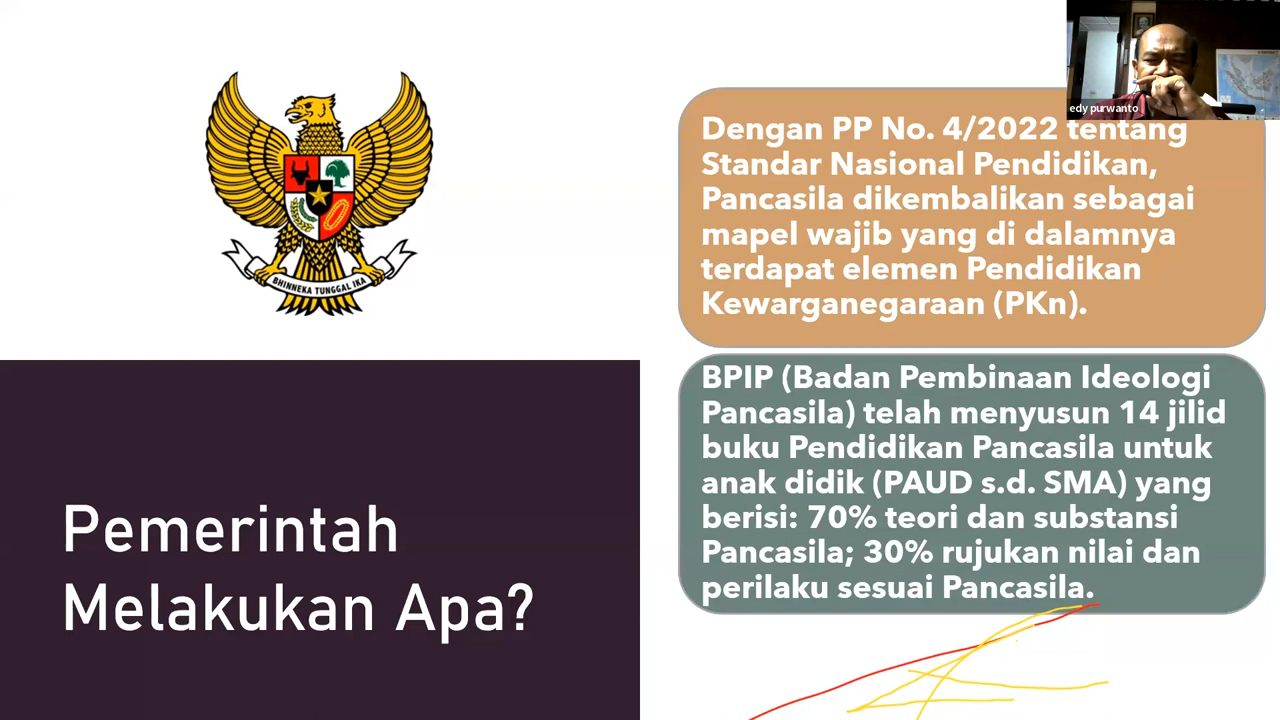 edy purwanto
BHINNEKA TUNGGAL IKA
Dengan PP No. 4/2022 tentang
Standar Nasional Pendidikan,
Pancasila dikembalikan sebagai
mapel wajib yang di dalamnya
terdapat elemen Pendidikan
Kewarganegaraan (PKn).
BPIP (Badan Pembinaan Ideologi
Pancasila) telah menyusun 14 jilid
buku Pendidikan Pancasila untuk
anak didik (PAUD s.d. SMA) yang
berisi: 70% teori dan substansi
Pancasila; 30% rujukan nilai dan
perilaku sesuai Pancasila.
Pemerintah
Melakukan Apa?